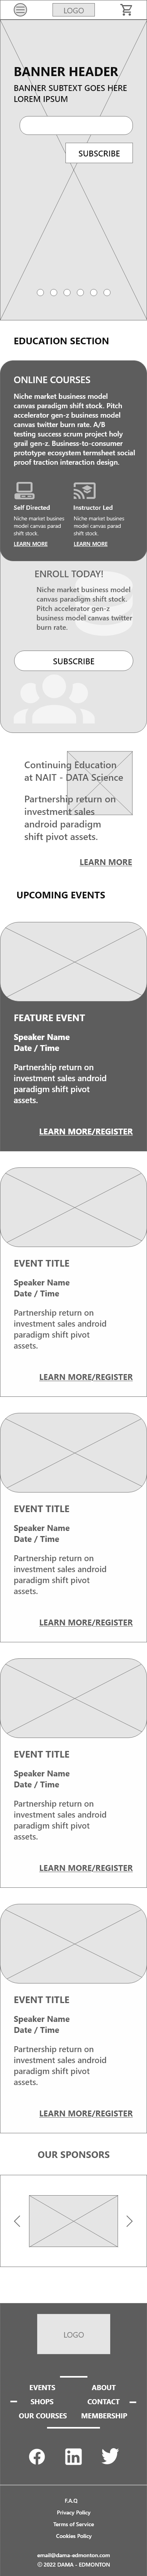 LOGO
BANNER HEADER
BANNER SUBTEXT GOES HERE
LOREM IPSUM
SUBSCRIBE
EDUCATION SECTION
ONLINE COURSES
Niche market business model
canvas paradigm shift stock. Pitch
accelerator gen-z business model
canvas twitter burn rate. A/B
testing success scrum project holy
grail gen-z. Business-to-consumer
prototype ecosystem termsheet social
proof traction interaction design.
Self Directed
Niche market busines
model canvas parad
shift stock.
LEARN MORE
Instructor Led
Niche market busines
model canvas parad
shift stock.
LEARN MORE
ENROLL TODAY!
Niche market business model
canvas paradigm shift stock.
Pitch accelerator gen-z
business model canvas twitter
burn rate.
SUBSCRIBE
Continuing Education
at NAIT - DATA Science
Partnership return on
investment sales
android paradigm
shift pivot assets.
LEARN MORE
UPCOMING EVENTS
FEATURE EVENT
Speaker Name
Date / Time
Partnership return on
investment sales android
paradigm shift pivot
assets.
LEARN MORE/REGISTER
EVENT TITLE
Speaker Name
Date / Time
Partnership return on
investment sales android
paradigm shift pivot
assets.
LEARN MORE/REGISTER
EVENT TITLE
Speaker Name
Date / Time
Partnership return on
investment sales android
paradigm shift pivot
assets.
LEARN MORE/REGISTER
EVENT TITLE
Speaker Name
Date / Time
Partnership return on
investment sales android
paradigm shift pivot
assets.
LEARN MORE/REGISTER
EVENT TITLE
Speaker Name
Date / Time
Partnership return on
investment sales android
paradigm shift pivot
assets.
LEARN MORE/REGISTER
OUR SPONSORS
LOGO
EVENTS ABOUT
SHOPS CONTACT
OUR COURSES MEMBERSHIP
F.A.Q
Privacy Policy
Terms of Service
Cookies Policy
email@dama-edmonton.com
© 2022 DAMA - EDMONTON